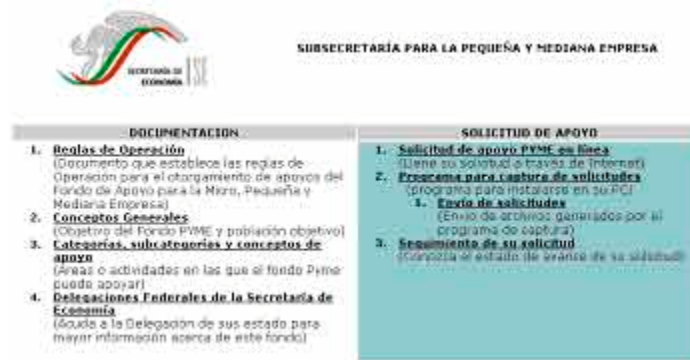 SECRETARÍA DE
ECONOMÍA
SE
SUBSECRETARÍA PARA LA PEQUEÑA Y MEDIANA EMPRESA
DOCUMENTACION
1. Reglas de Operación
(Documento que establece las reglas de
Operación para el otorgamiento de apoyos del
Fondo de Apoyo para la Micro, Pequeña y
Mediana Empresa)
2. Conceptos Generales
(Objetivo del Fondo PYME y población objetivo)
3. Categorías, subcategorías y conceptos de
apoyo
(Areas o actividades en las que el fondo Pyme
puede apoyar)
4. Delegaciones Federales de la Secretaría de
Economía
(Acuda a la Delegación de sus estado para
mayor información acerca de este fondo)
SOLICITUD DE APOYO
1. Solicitud de apoyo PYME en línea
(Llene su solicitud a través de Internet)
2. Programa para captura de solicitudes
(programa para instalarse en su PC)
1. Envío de solicitudes
(Envio de archivos generados por el
programa de captura)
3. Seguimiento de su solicitud
(Conozca el estado de avance de su solicitud)